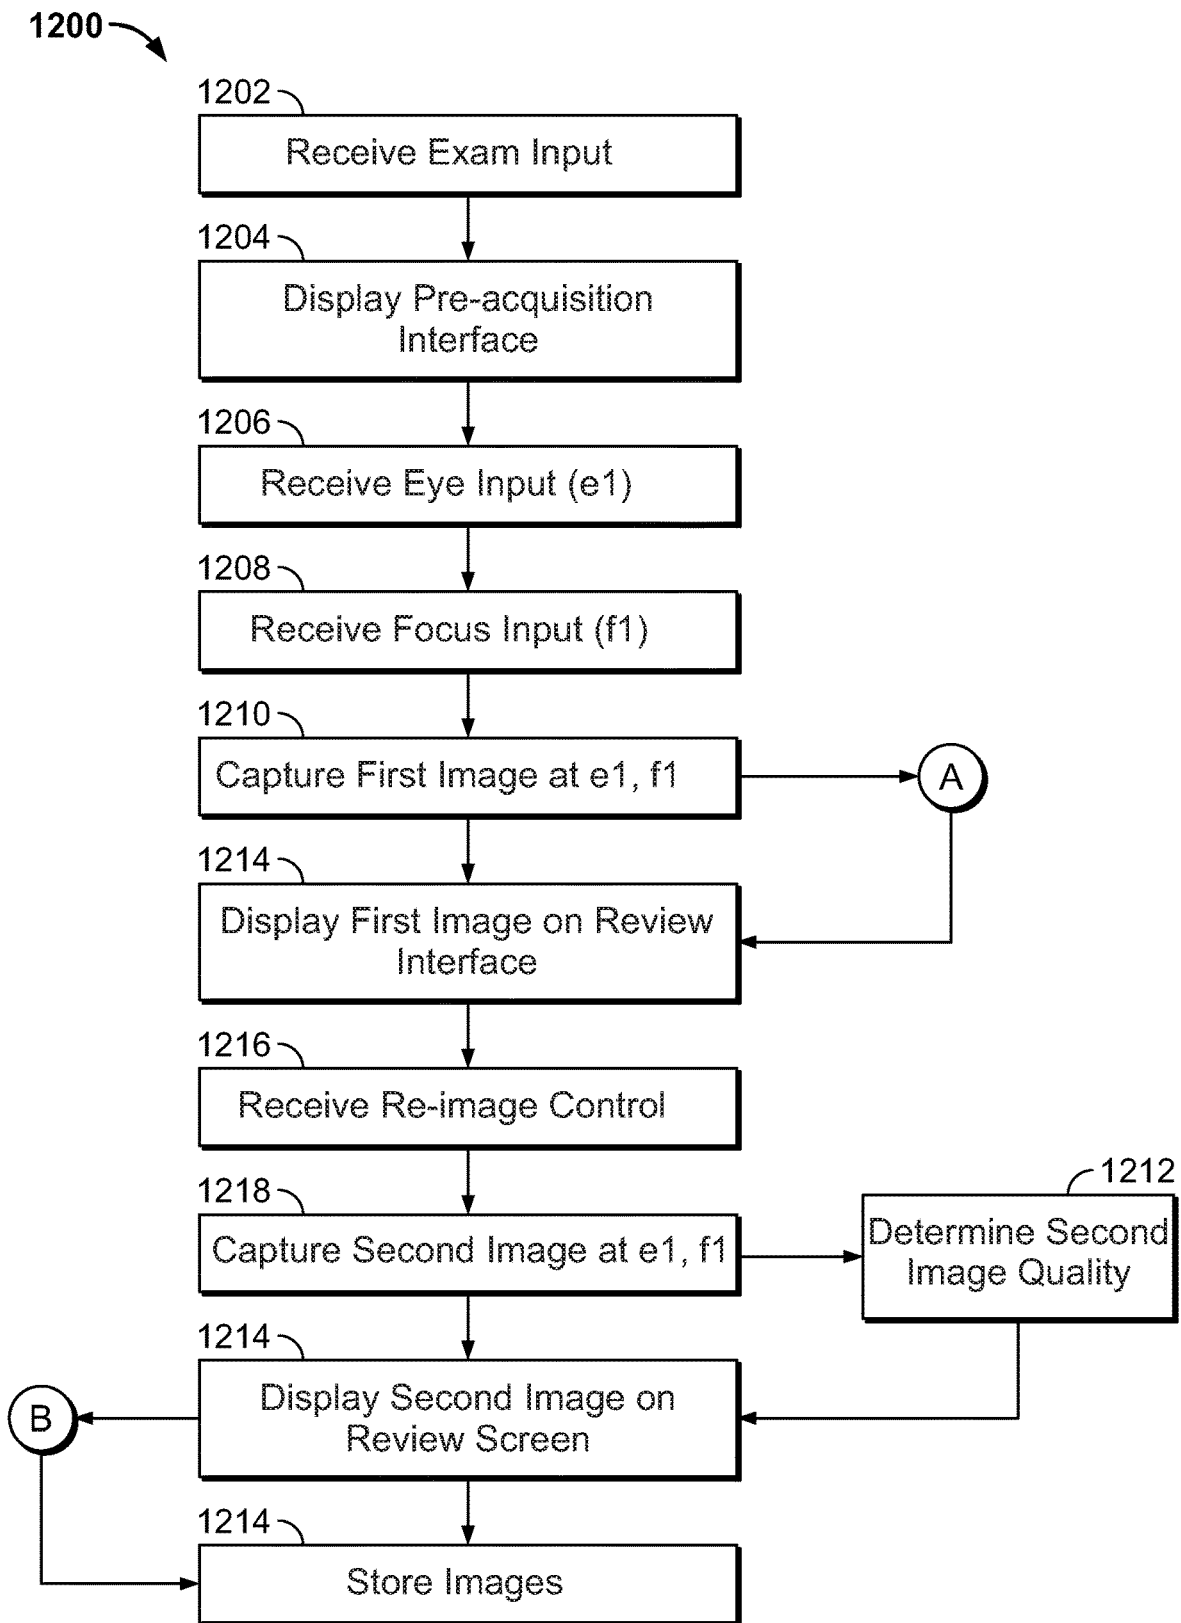 1200
1202
Receive Exam Input
1204
Display Pre-acquisition
Interface
1206
Receive Eye Input (e1)
1208
Receive Focus Input (f1)
1210
Capture First Image at e1, f1
A
1214
Display First Image on Review
Interface
1216
Receive Re-image Control
1218
Capture Second Image at e1, f1
1212
Determine Second
Image Quality
1214
Display Second Image on
Review Screen
B
1214
Store Images